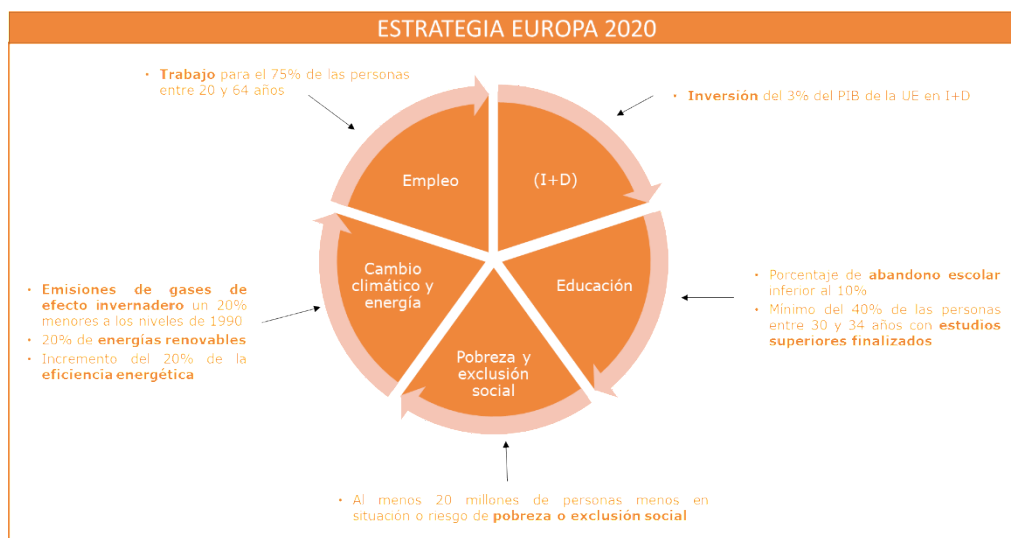 ESTRATEGIA EUROPA 2020
• Trabajo para el 75% de las personas
entre 20 y 64 años
• Inversión del 3% del PIB de la UE en I+D
Empleo
(I+D)
Cambio
climático y
energía
Educación
Pobreza y
exclusión
social
• Emisiones de gases de
efecto invernadero un 20%
menores a los niveles de 1990
• 20% de energías renovables
• Incremento del 20% de la
eficiencia energética
• Porcentaje de abandono escolar
inferior al 10%
• Mínimo del 40% de las personas
entre 30 y 34 años con estudios
superiores finalizados
• Al menos 20 millones de personas menos en
situación o riesgo de pobreza o exclusión social